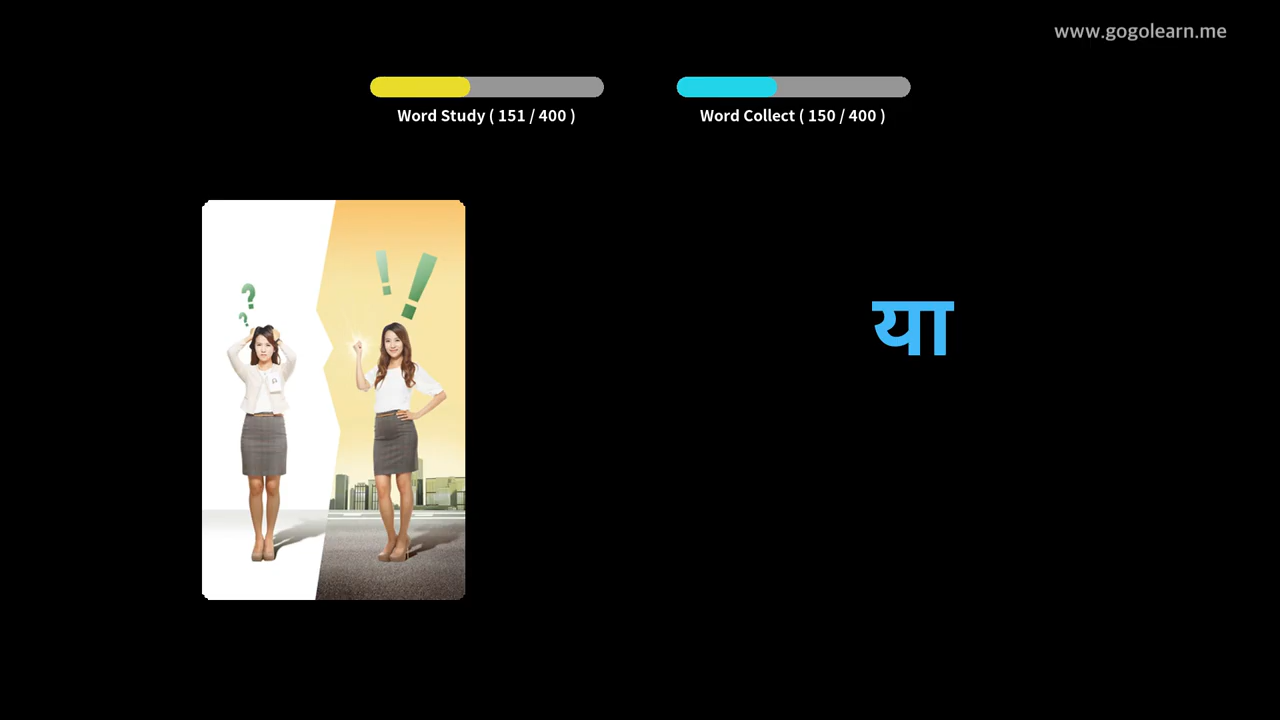 www.gogolearn.me
Word Study ( 151 / 400 )
Word Collect ( 150 / 400 )
? ! !
?
या